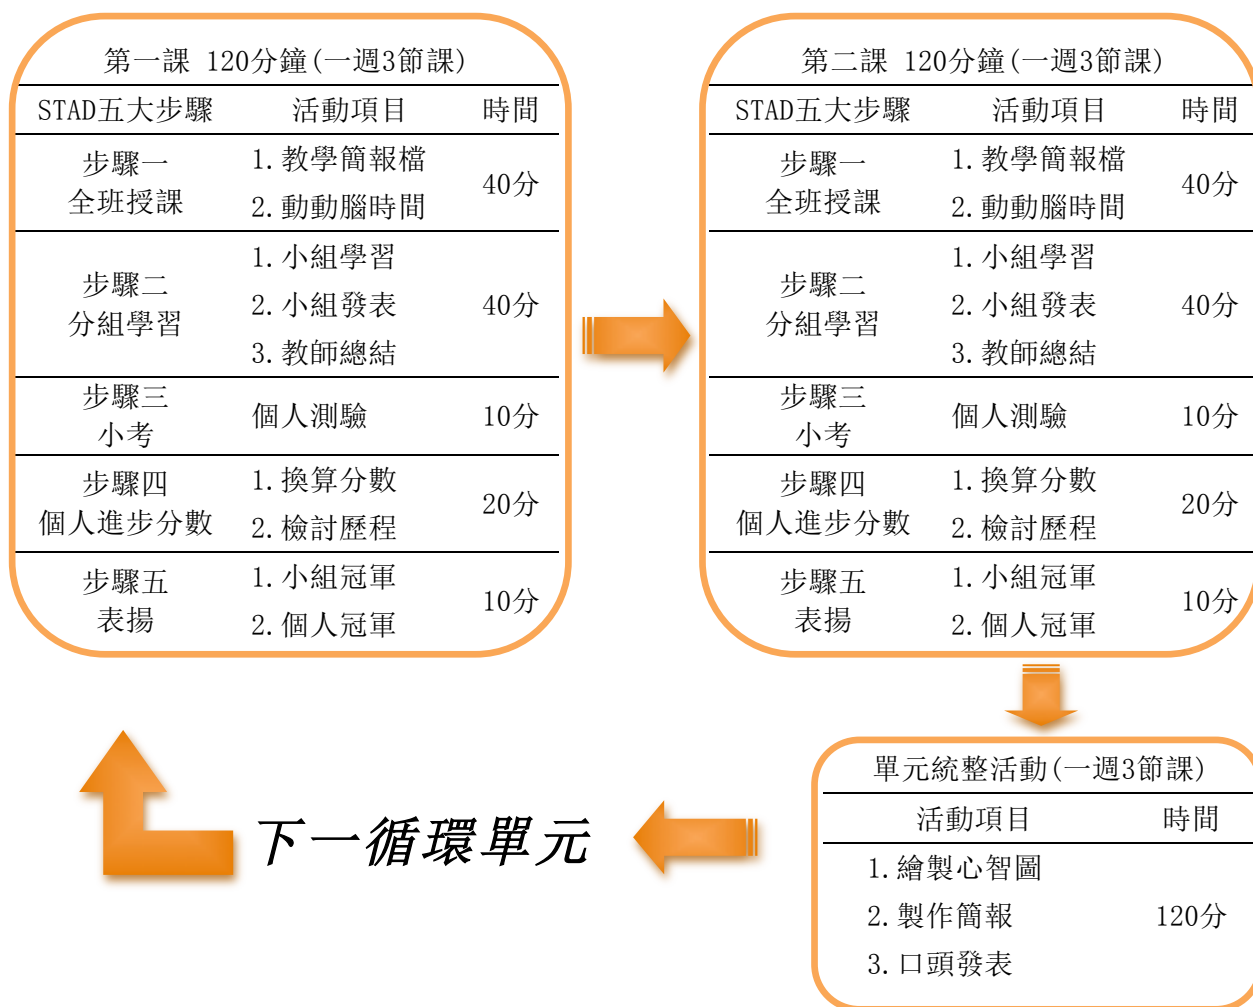 第一課 120分鐘(一週3節課)
STAD五大步驟 活動項目 時間
步驟一
全班授課
1.教學簡報檔
2.動動腦時間
40分
步驟二
分組學習
1.小組學習
2.小組發表
3.教師總結
40分
步驟三
小考
個人測驗
10分
步驟四
個人進步分數
1.換算分數
2.檢討歷程
20分
步驟五
表揚
1.小組冠軍
2.個人冠軍
10分
第二課 120分鐘(一週3節課)
STAD五大步驟 活動項目 時間
步驟一
全班授課
1.教學簡報檔
2.動動腦時間
40分
步驟二
分組學習
1.小組學習
2.小組發表
3.教師總結
40分
步驟三
小考
個人測驗
10分
步驟四
個人進步分數
1.換算分數
2.檢討歷程
20分
步驟五
表揚
1.小組冠軍
2.個人冠軍
10分
單元統整活動(一週3節課)
活動項目 時間
1.繪製心智圖
2.製作簡報
3.口頭發表
120分
下一循環單元